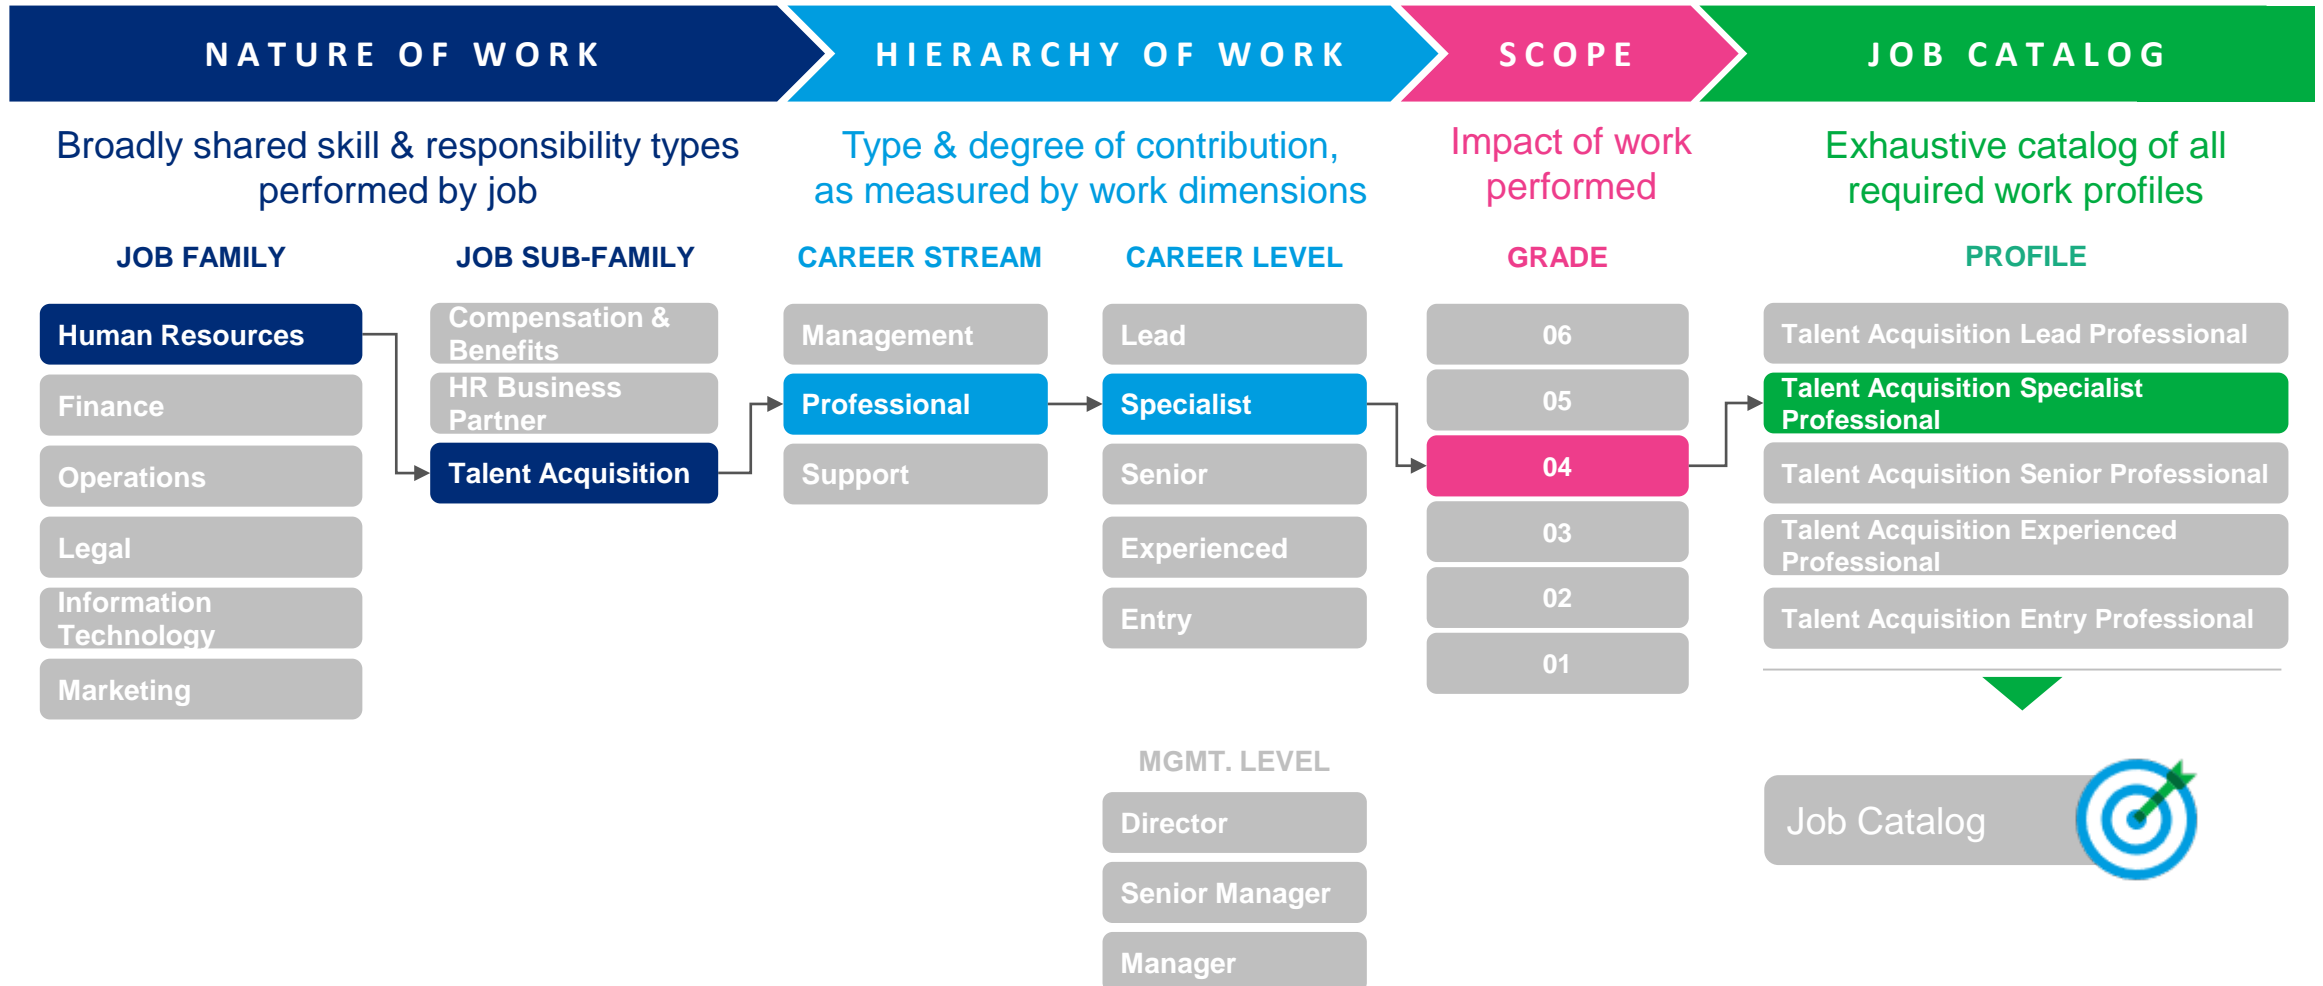 NATURE OF WORK
HIERARCHY OF WORK
SCOPE
JOB CATALOG
Broadly shared skill & responsibility types
performed by job
Type & degree of contribution,
as measured by work dimensions
Impact of work
performed
Exhaustive catalog of all
required work profiles
JOB FAMILY
Human Resources
Finance
Operations
Legal
Information
Technology
Marketing
JOB SUB-FAMILY
Compensation &
Benefits
HR Business
Partner
Talent Acquisition
CAREER STREAM
Management
Professional
Support
CAREER LEVEL
Lead
Specialist
Senior
Experienced
Entry
MGMT. LEVEL
Director
Senior Manager
Manager
GRADE
06
05
04
03
02
01
PROFILE
Talent Acquisition Lead Professional
Talent Acquisition Specialist
Professional
Talent Acquisition Senior Professional
Talent Acquisition Experienced
Professional
Talent Acquisition Entry Professional
Job Catalog